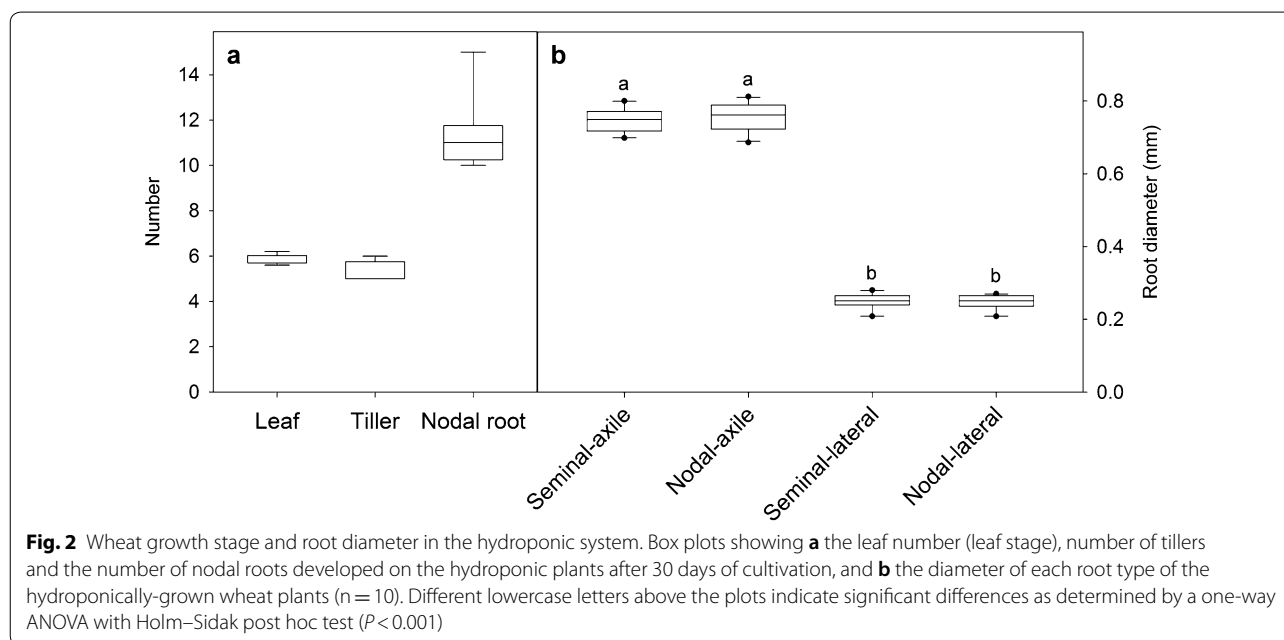 a
b
14
12
10
8
6
4
2
0
Number
Leaf
Tiller
Nodal root
a
a
b
b
0.8
0.6
0.4
0.2
0.0
Root diameter (mm)
Seminal-axile
Nodal-axile
Seminal-lateral
Nodal-lateral
Fig. 2 Wheat growth stage and root diameter in the hydroponic system. Box plots showing a the leaf number (leaf stage), number of tillers
and the number of nodal roots developed on the hydroponic plants after 30 days of cultivation, and b the diameter of each root type of the
hydroponically-grown wheat plants (n = 10). Different lowercase letters above the plots indicate significant differences as determined by a one-way
ANOVA with Holm–Sidak post hoc test (P < 0.001)